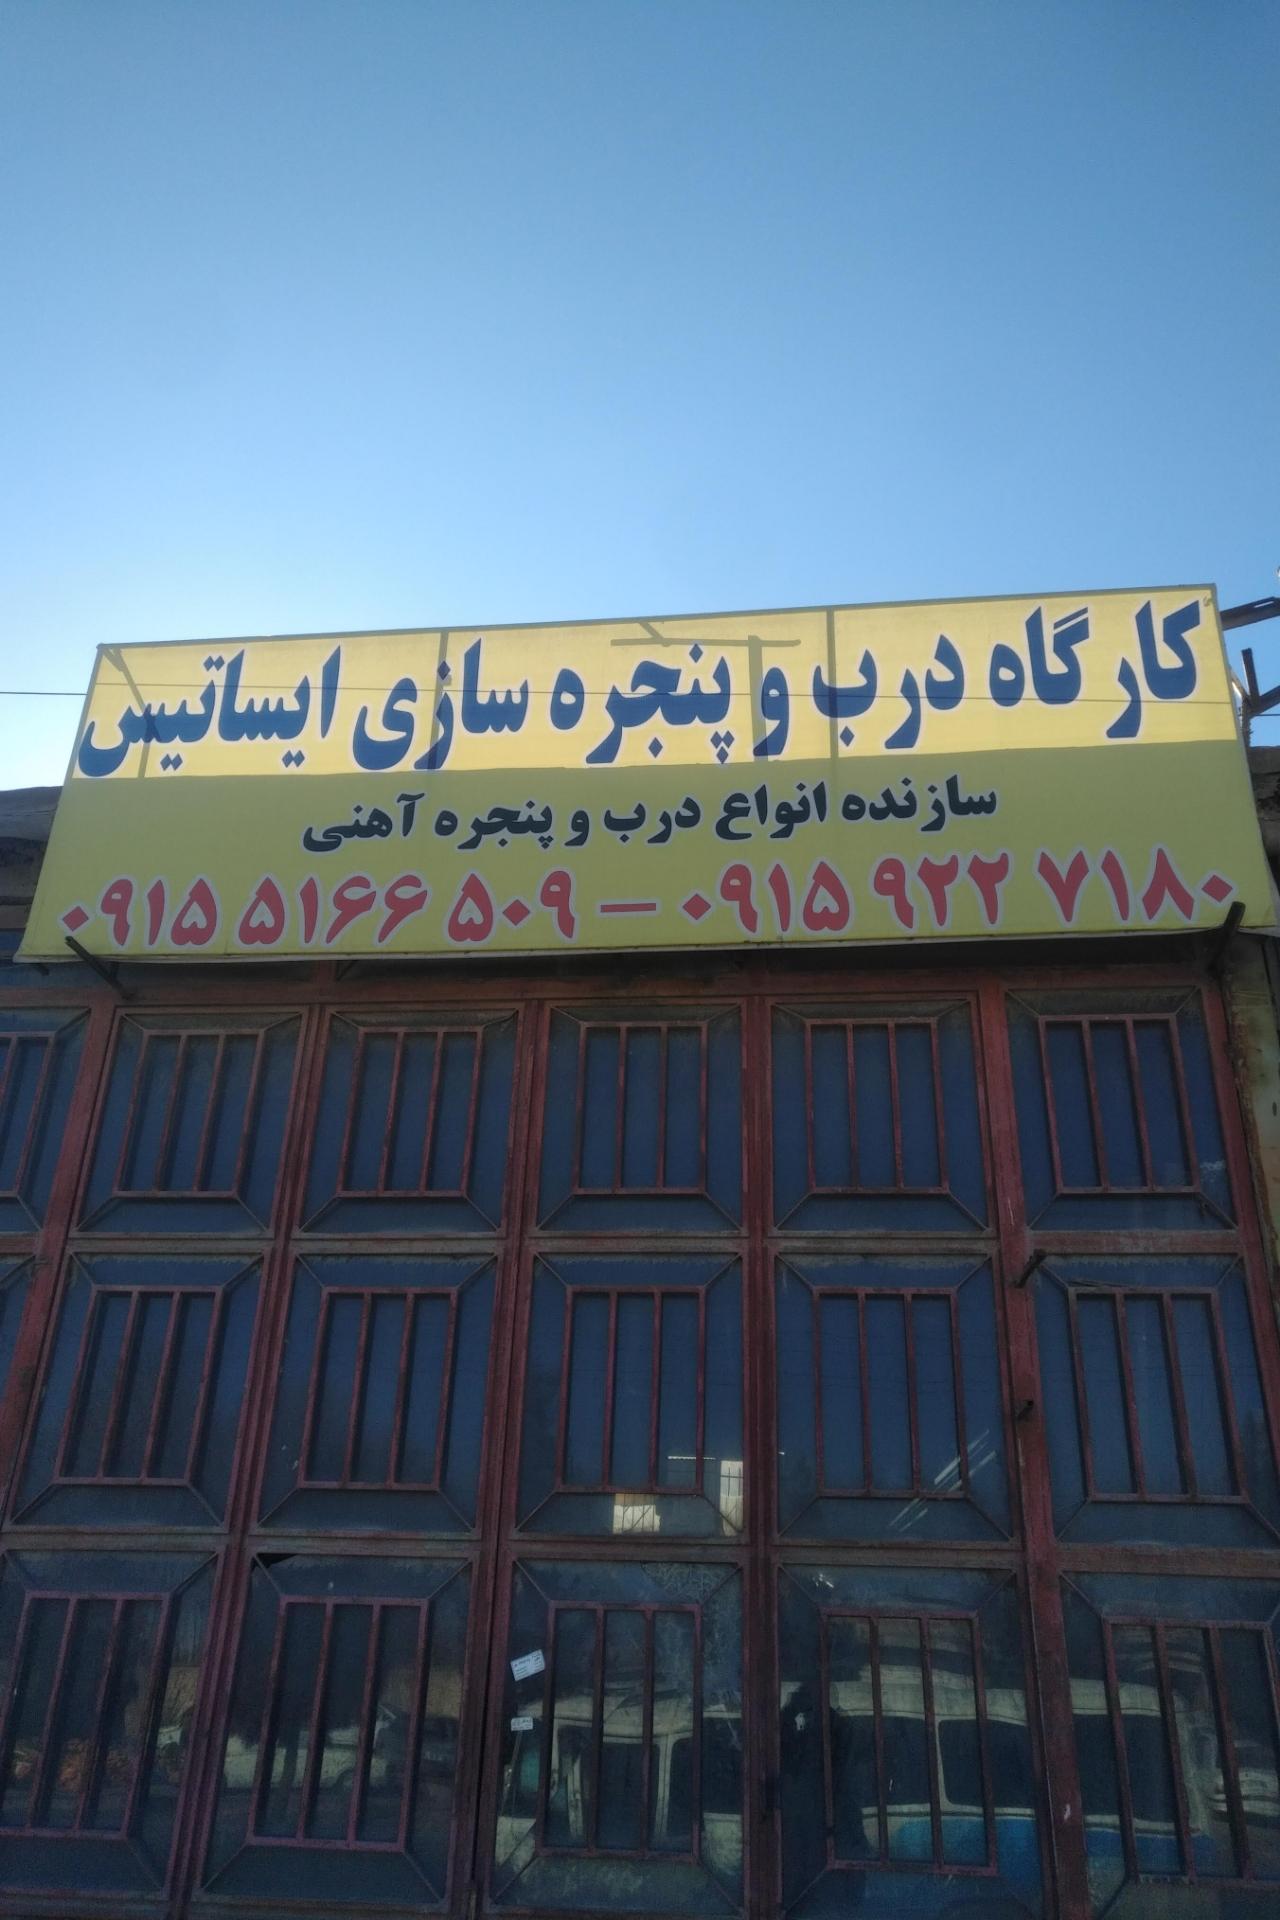 کارگاه درب و پنجره سازی ایساتیس
سازنده انواع درب و پنجره آهنی
۰۹۱۵ ۵۱۶۶ ۵۰۹ – ۰۹۱۵ ۹۲۲ ۷۱۸۰